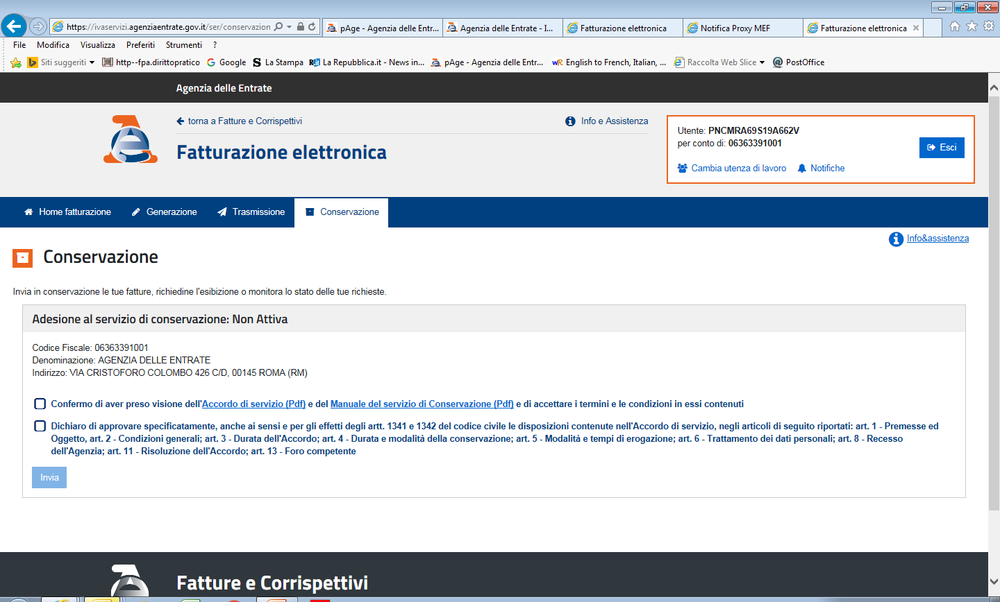 https://ivaservizi.agenziaentrate.gov.it/ser/conservazion
pAge - Agenzia delle Entr...
Agenzia delle Entrate - I...
Fatturazione elettronica
Notifica Proxy MEF
Fatturazione elettronica
File Modifica Visualizza Preferiti Strumenti ?
Siti suggeriti
http--fpa.dirittopratico
Google
La Stampa
La Repubblica.it - News in...
pAge - Agenzia delle Entr...
English to French, Italian, ...
Raccolta Web Slice
PostOffice
Agenzia delle Entrate
torna a Fatture e Corrispettivi
Info e Assistenza
Fatturazione elettronica
Utente: PNCMRA69S19A662V
per conto di: 06363391001
Esci
Cambia utenza di lavoro
Notifiche
Home fatturazione
Generazione
Trasmissione
Conservazione
Info&assistenza
Conservazione
Invia in conservazione le tue fatture, richiedine l'esibizione o monitora lo stato delle tue richieste.
Adesione al servizio di conservazione: Non Attiva
Codice Fiscale: 06363391001
Denominazione: AGENZIA DELLE ENTRATE
Indirizzo: VIA CRISTOFORO COLOMBO 426 C/D, 00145 ROMA (RM)
Confermo di aver preso visione dell'Accordo di servizio (Pdf) e del Manuale del servizio di Conservazione (Pdf) e di accettare i termini e le condizioni in essi contenuti
Dichiaro di approvare specificatamente, anche ai sensi e per gli effetti degli artt. 1341 e 1342 del codice civile le disposizioni contenute nell'Accordo di servizio, negli articoli di seguito riportati: art. 1 - Premesse ed
Oggetto, art. 2 - Condizioni generali; art. 3 - Durata dell'Accordo; art. 4 - Durata e modalità della conservazione; art. 5 - Modalità e tempi di erogazione; art. 6 - Trattamento dei dati personali; art. 8 - Recesso
dell'Agenzia; art. 11 - Risoluzione dell'Accordo; art. 13 - Foro competente
Invia
Fatture e Corrispettivi